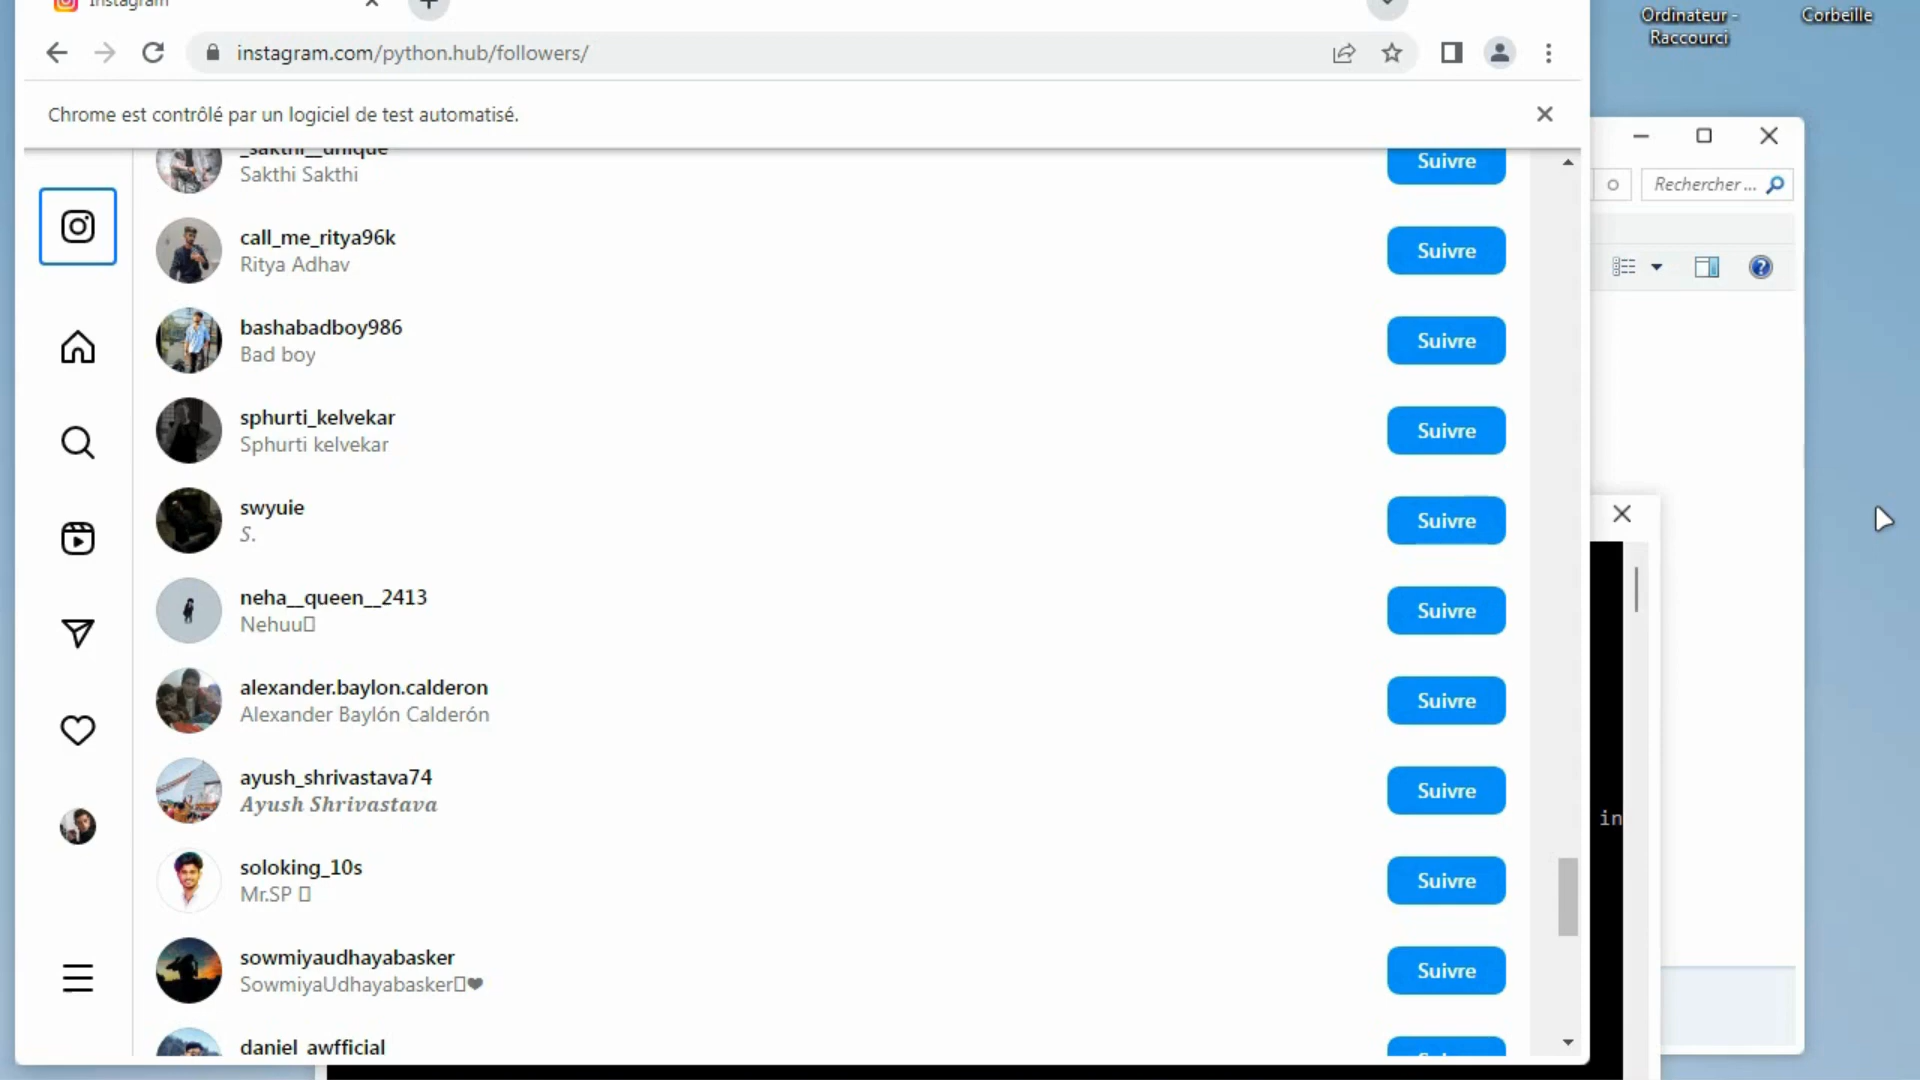 Instagram
Ordinateur -
Raccourci
Corbeille
instagram.com/python.hub/followers/
Chrome est contrôlé par un logiciel de test automatisé.
Rechercher ...
_sakthi__unique
Sakthi Sakthi
Suivre
call_me_ritya96k
Ritya Adhav
Suivre
bashabadboy986
Bad boy
Suivre
sphurti_kelvekar
Sphurti kelvekar
Suivre
swyuie
S.
Suivre
neha__queen__2413
Nehuu
Suivre
alexander.baylon.calderon
Alexander Baylón Calderón
Suivre
in
ayush_shrivastava74
Ayush Shrivastava
Suivre
soloking_10s
Mr.SP
Suivre
sowmiyaudhayabasker
SowmiyaUdhayabasker❤
Suivre
daniel_awfficial